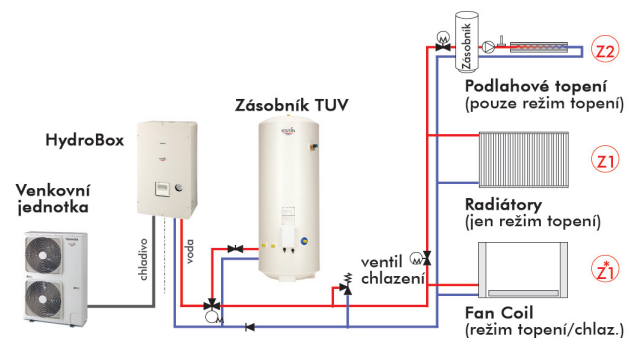 Zásobník
Z2
Podlahové topení
(pouze režim topení)
Zásobník TUV
HydroBox
Z1
Radiátory
(jen režim topení)
Venkovní
jednotka
chladivo
voda
ventil
chlazení
Z1*
Fan Coil
(režim topení/chlaz.)
M
M
M